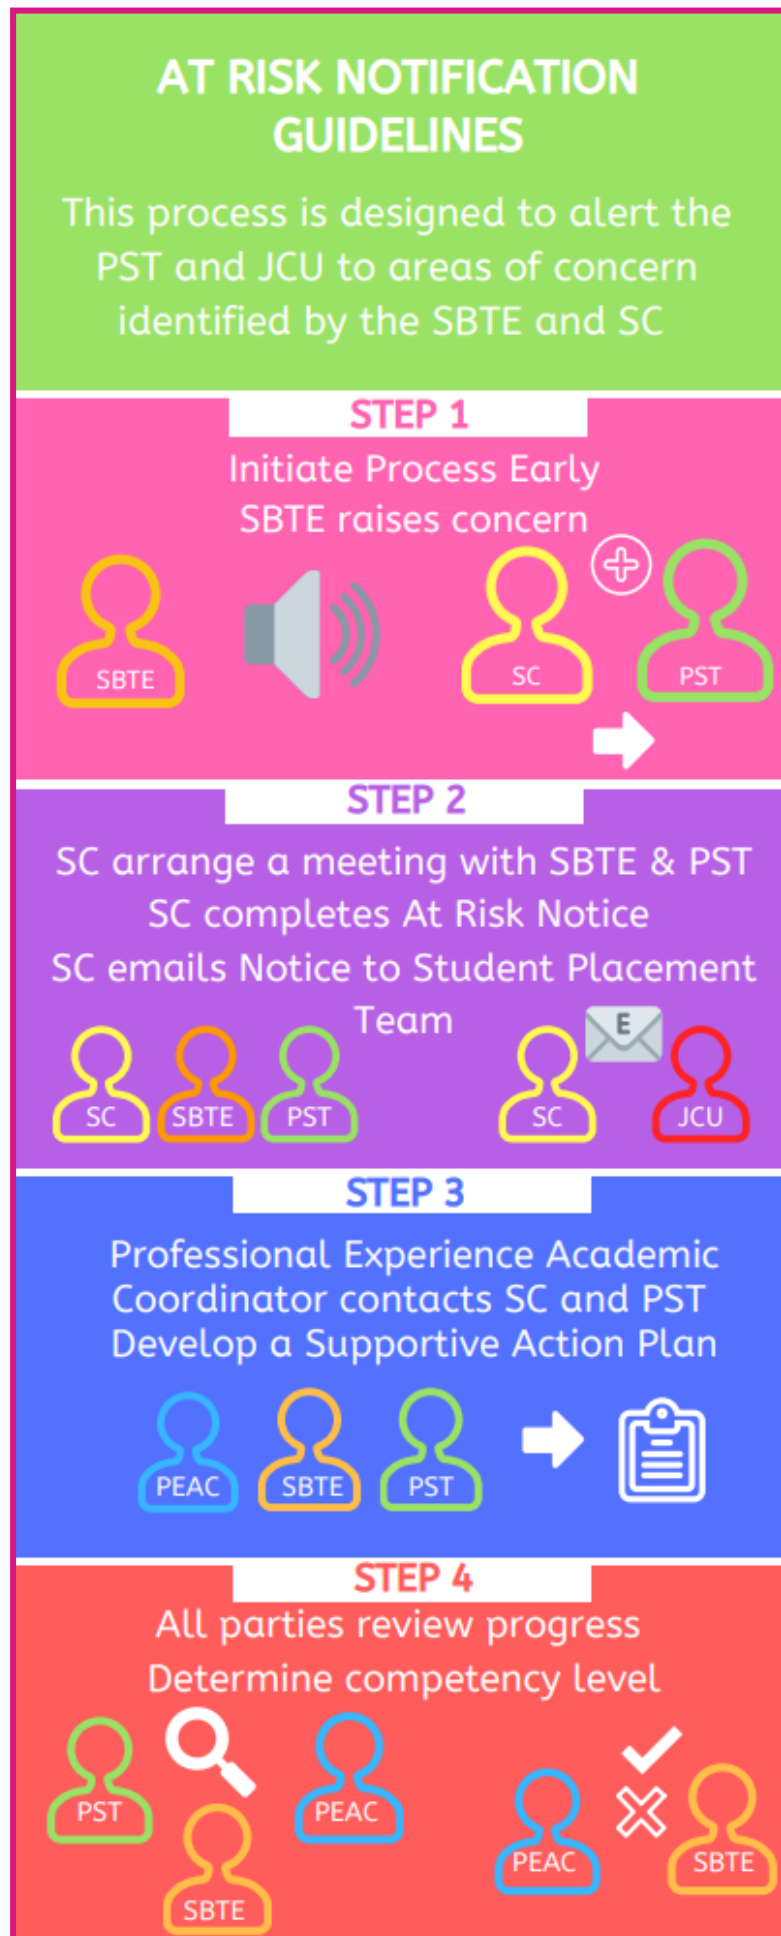 AT RISK NOTIFICATION
GUIDELINES
This process is designed to alert the
PST and JCU to areas of concern
identified by the SBTE and SC
STEP 1
Initiate Process Early
SBTE raises concern
SBTE
SC
PST
STEP 2
SC arrange a meeting with SBTE & PST
SC completes At Risk Notice
SC emails Notice to Student Placement
Team
E
SC
SBTE
PST
SC
JCU
STEP 3
Professional Experience Academic
Coordinator contacts SC and PST
Develop a Supportive Action Plan
PEAC
SBTE
PST
STEP 4
All parties review progress
Determine competency level
PST
PEAC
SBTE
PEAC
SBTE